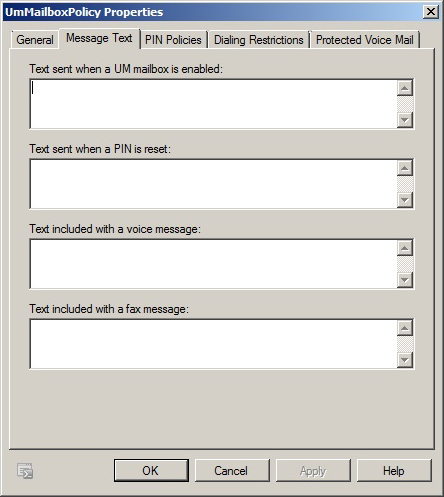 UmMailboxPolicy Properties
General Message Text PIN Policies Dialing Restrictions Protected Voice Mail
Text sent when a UM mailbox is enabled:
Text sent when a PIN is reset:
Text included with a voice message:
Text included with a fax message:
OK Cancel Apply Help